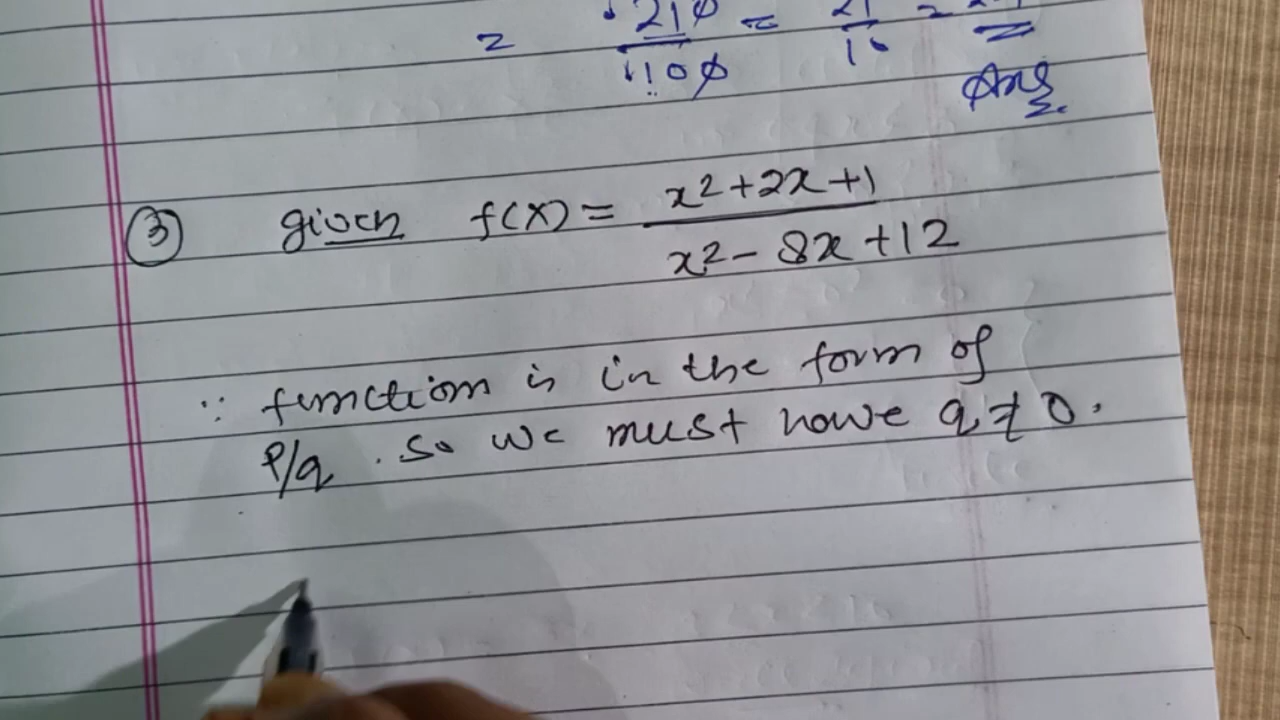 = 210/110 = 21/1
Ans
③ given f(x) = x²+2x+1 / x²-8x+12
∵ function is in the form of
P/q . So we must have q≠0.